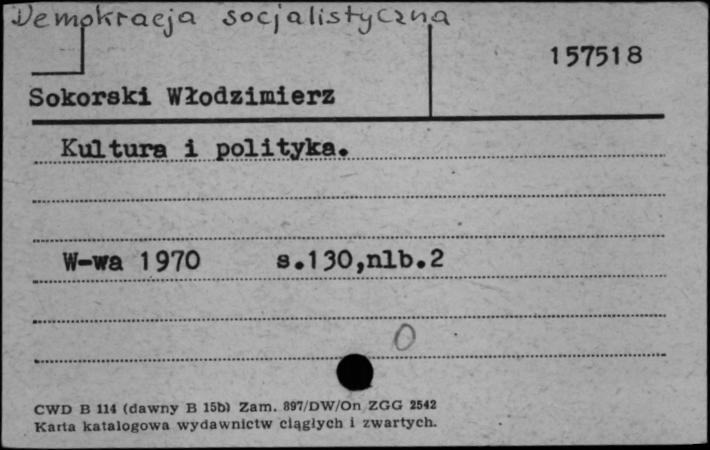 Demokracja socjalistyczna
157518
Sokorski Włodzimierz
Kultura i polityka.
W-wa 1970 s.130,nlb.2
0
CWD B 114 (dawny B 15b) Zam. 897/DW/On ZGG 2542
Karta katalogowa wydawnictw ciągłych i zwartych.